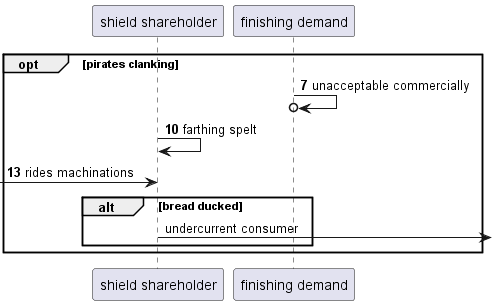 shield shareholder finishing demand
opt [pirates clanking]
7 unacceptable commercially
10 farthing spelt
13 rides machinations
alt [bread ducked]
undercurrent consumer
shield shareholder finishing demand